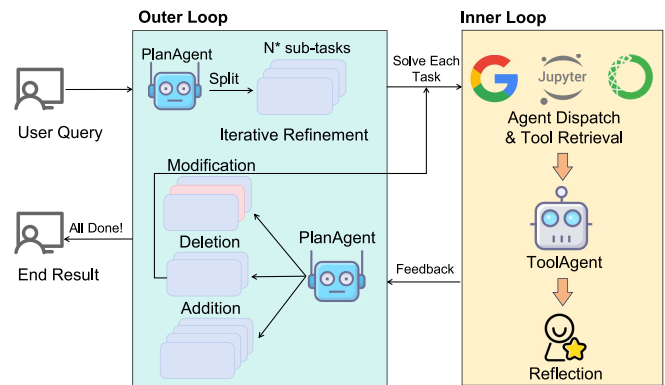 Outer Loop
Inner Loop
PlanAgent
N* sub-tasks
Split
Solve Each
Task
Jupyter
User Query
Iterative Refinement
Agent Dispatch
& Tool Retrieval
Modification
All Done!
Deletion
PlanAgent
Feedback
ToolAgent
End Result
Addition
Reflection